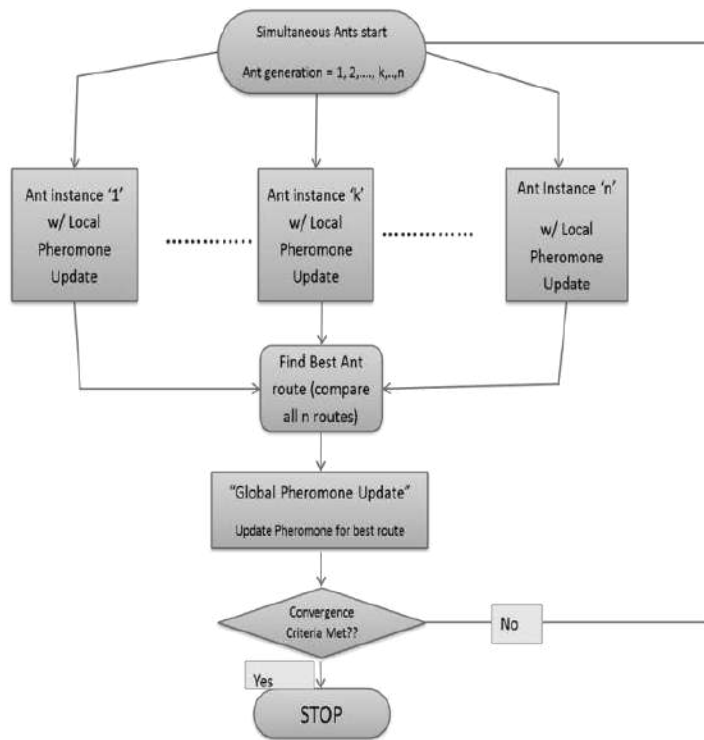 Simultaneous Ants start
Ant generation = 1, 2,...., k,..,n
Ant instance ‘1’
w/ Local
Pheromone
Update
Ant instance ‘k’
w/ Local
Pheromone
Update
Ant Instance ‘n’
w/ Local
Pheromone
Update
Find Best Ant
route (compare
all n routes)
“Global Pheromone Update”
Update Pheromone for best route
Convergence
Criteria Met??
No
Yes
STOP